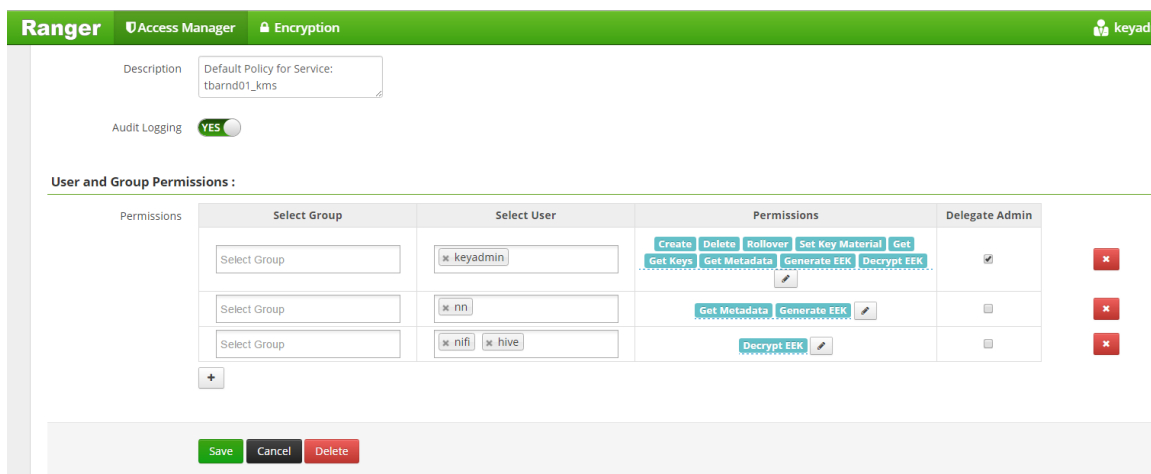 Ranger Access Manager Encryption keyad
Description Default Policy for Service:
tbarnd01_kms
Audit Logging YES
User and Group Permissions :
Permissions Select Group Select User Permissions Delegate Admin
Select Group keyadmin Create Delete Rollover Set Key Material Get
Get Keys Get Metadata Generate EEK Decrypt EEK
Select Group nn Get Metadata Generate EEK
Select Group nifi hive Decrypt EEK
+
Save Cancel Delete